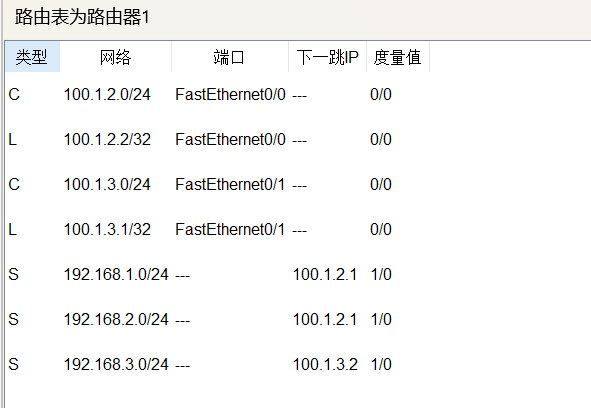 路由表为路由器1
类型 网络 端口 下一跳IP 度量值
C 100.1.2.0/24 FastEthernet0/0 --- 0/0
L 100.1.2.2/32 FastEthernet0/0 --- 0/0
C 100.1.3.0/24 FastEthernet0/1 --- 0/0
L 100.1.3.1/32 FastEthernet0/1 --- 0/0
S 192.168.1.0/24 --- 100.1.2.1 1/0
S 192.168.2.0/24 --- 100.1.2.1 1/0
S 192.168.3.0/24 --- 100.1.3.2 1/0